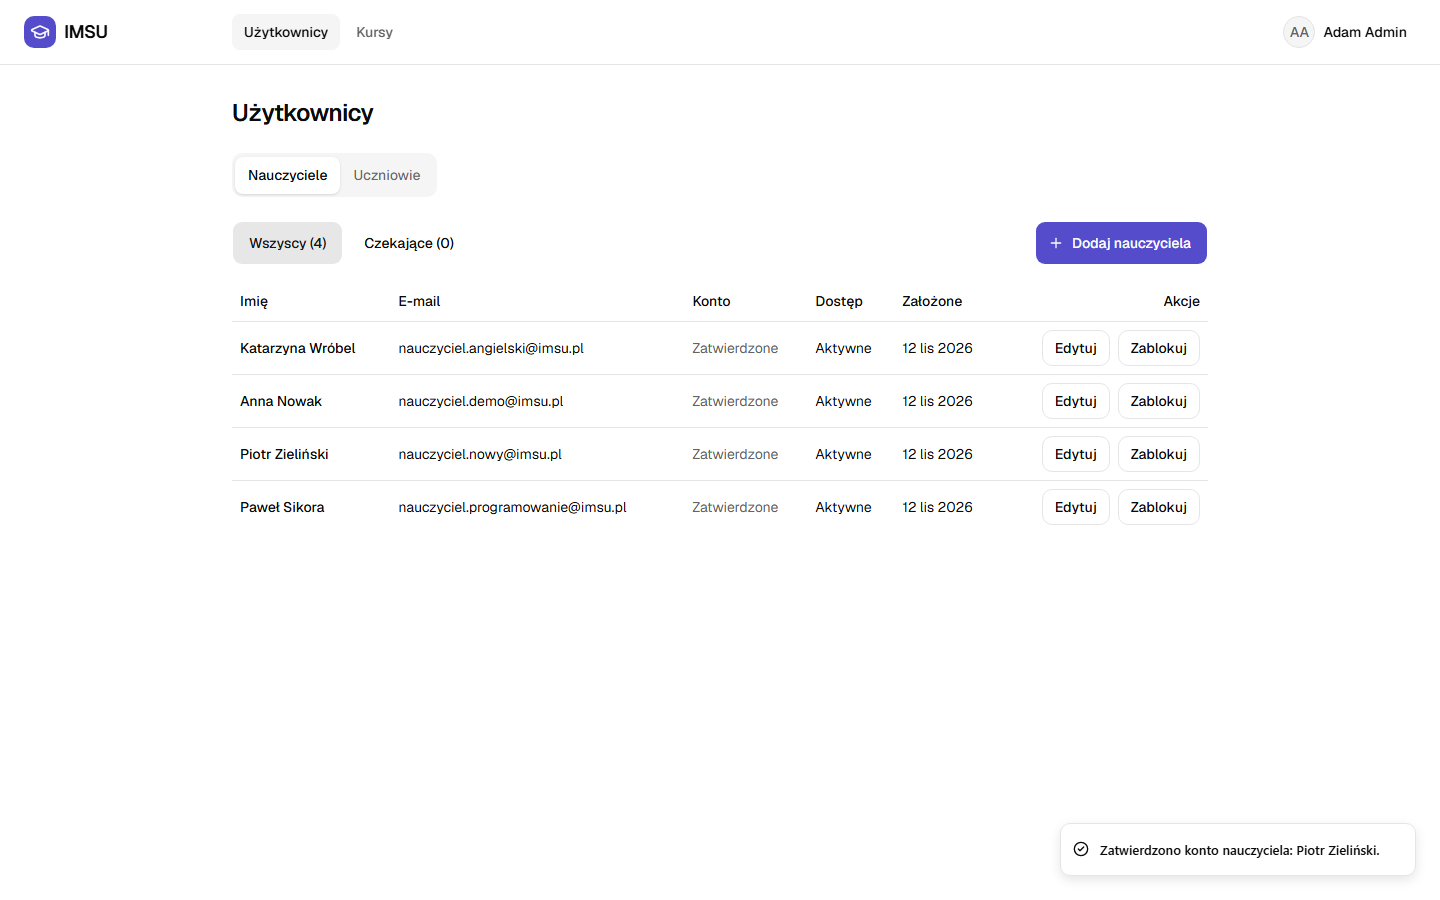 IMSU
Użytkownicy Kursy
AA Adam Admin
Użytkownicy
Nauczyciele Uczniowie
Wszyscy (4) Czekające (0)
+ Dodaj nauczyciela
Imię E-mail Konto Dostęp Założone Akcje
Katarzyna Wróbel nauczyciel.angielski@imsu.pl Zatwierdzone Aktywne 12 lis 2026 Edytuj Zablokuj
Anna Nowak nauczyciel.demo@imsu.pl Zatwierdzone Aktywne 12 lis 2026 Edytuj Zablokuj
Piotr Zieliński nauczyciel.nowy@imsu.pl Zatwierdzone Aktywne 12 lis 2026 Edytuj Zablokuj
Paweł Sikora nauczyciel.programowanie@imsu.pl Zatwierdzone Aktywne 12 lis 2026 Edytuj Zablokuj
Zatwierdzono konto nauczyciela: Piotr Zieliński.